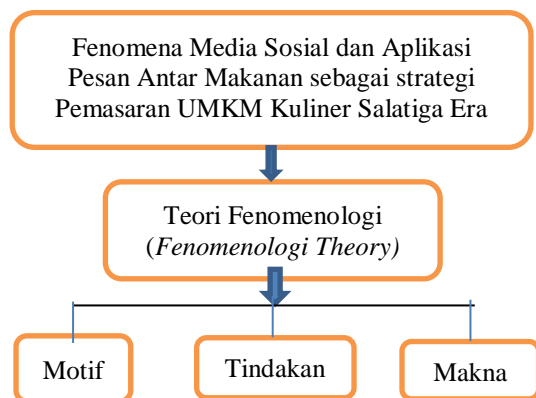 Fenomena Media Sosial dan Aplikasi
Pesan Antar Makanan sebagai strategi
Pemasaran UMKM Kuliner Salatiga Era
Teori Fenomenologi
(Fenomenologi Theory)
Motif
Tindakan
Makna